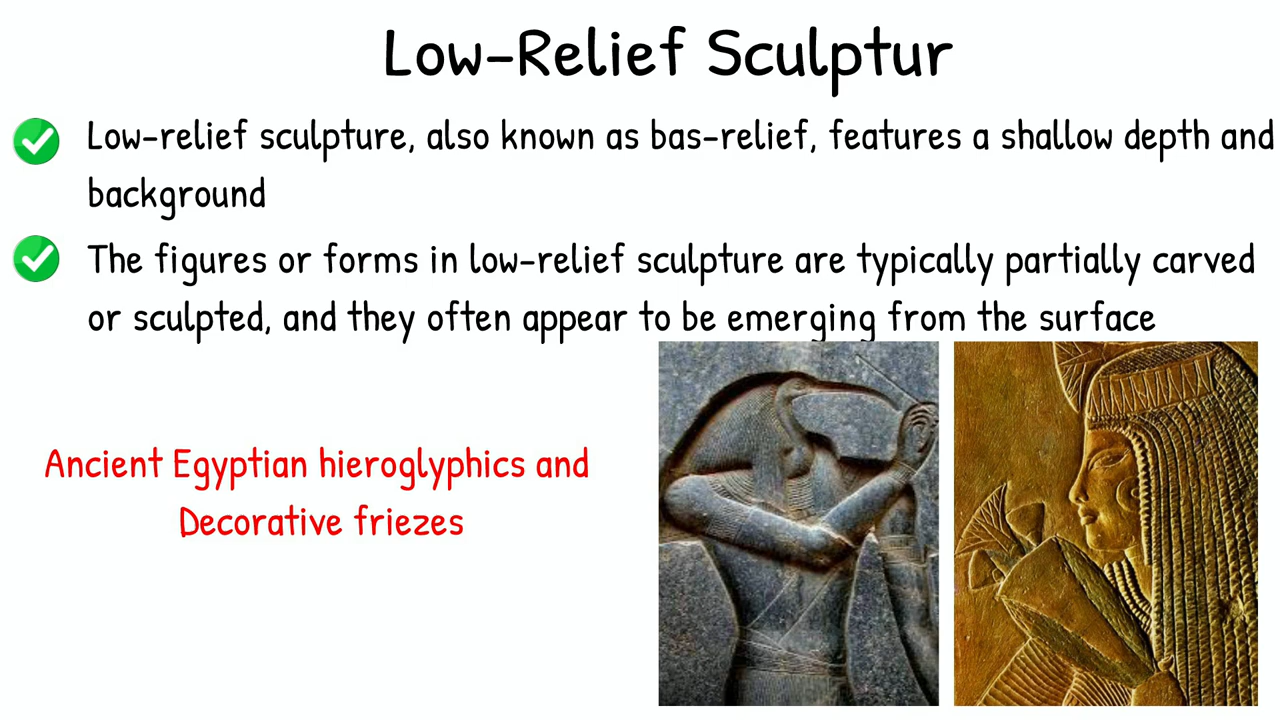 Low-Relief Sculptur
Low-relief sculpture, also known as bas-relief, features a shallow depth and
background
The figures or forms in low-relief sculpture are typically partially carved
or sculpted, and they often appear to be emerging from the surface
Ancient Egyptian hieroglyphics and
Decorative friezes